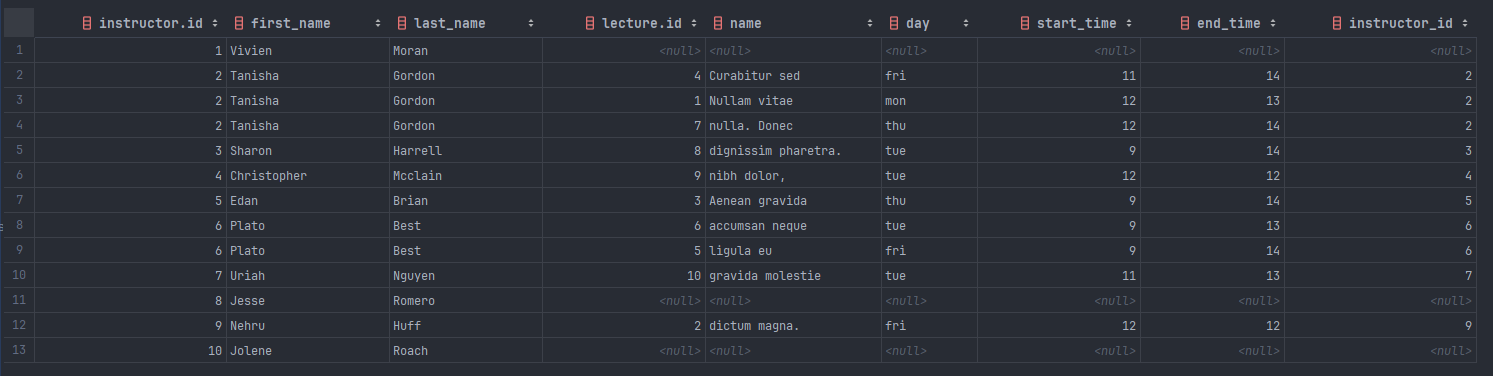 instructor.id first_name last_name lecture.id name day start_time end_time instructor_id
1 1 Vivien Moran <null> <null> <null> <null> <null> <null>
2 2 Tanisha Gordon 4 Curabitur sed fri 11 14 2
3 2 Tanisha Gordon 1 Nullam vitae mon 12 13 2
4 2 Tanisha Gordon 7 nulla. Donec thu 12 14 2
5 3 Sharon Harrell 8 dignissim pharetra. tue 9 14 3
6 4 Christopher Mcclain 9 nibh dolor, tue 12 12 4
7 5 Edan Brian 3 Aenean gravida thu 9 14 5
8 6 Plato Best 6 accumsan neque tue 9 13 6
9 6 Plato Best 5 ligula eu fri 9 14 6
10 7 Uriah Nguyen 10 gravida molestie tue 11 13 7
11 8 Jesse Romero <null> <null> <null> <null> <null> <null>
12 9 Nehru Huff 2 dictum magna. fri 12 12 9
13 10 Jolene Roach <null> <null> <null> <null> <null> <null>